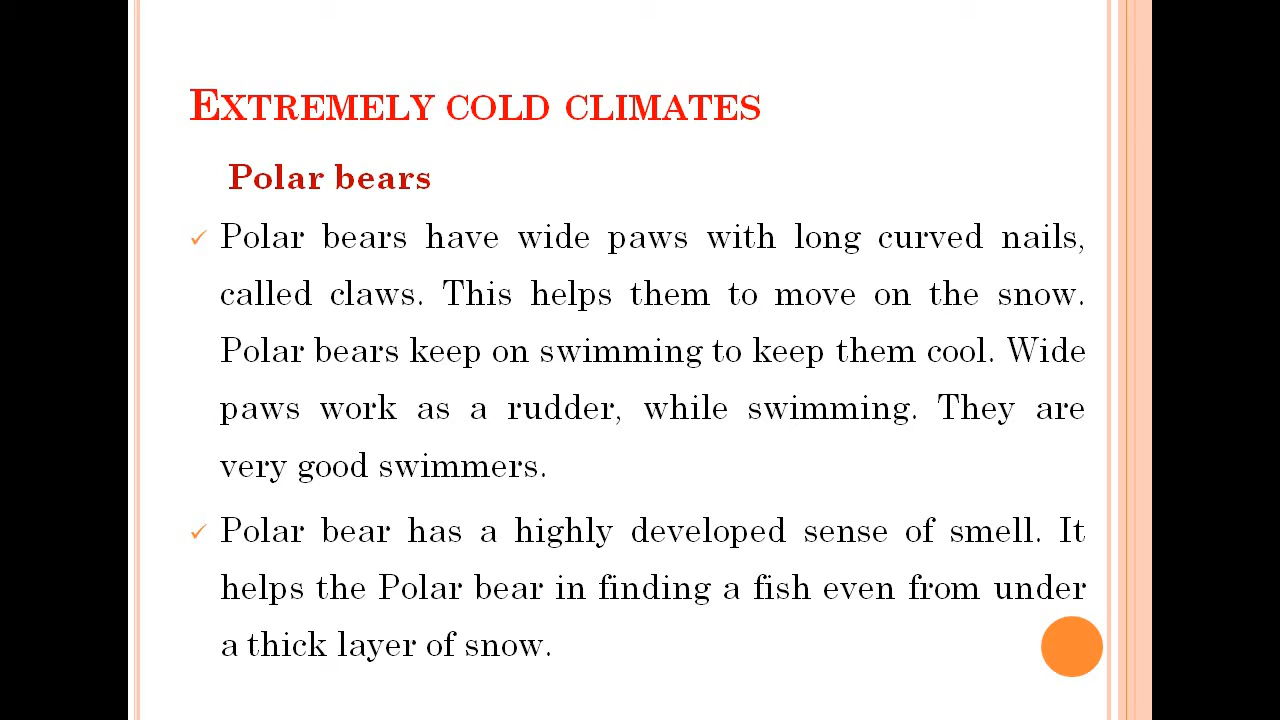 EXTREMELY COLD CLIMATES
Polar bears
✓ Polar bears have wide paws with long curved nails,
called claws. This helps them to move on the snow.
Polar bears keep on swimming to keep them cool. Wide
paws work as a rudder, while swimming. They are
very good swimmers.
✓ Polar bear has a highly developed sense of smell. It
helps the Polar bear in finding a fish even from under
a thick layer of snow.